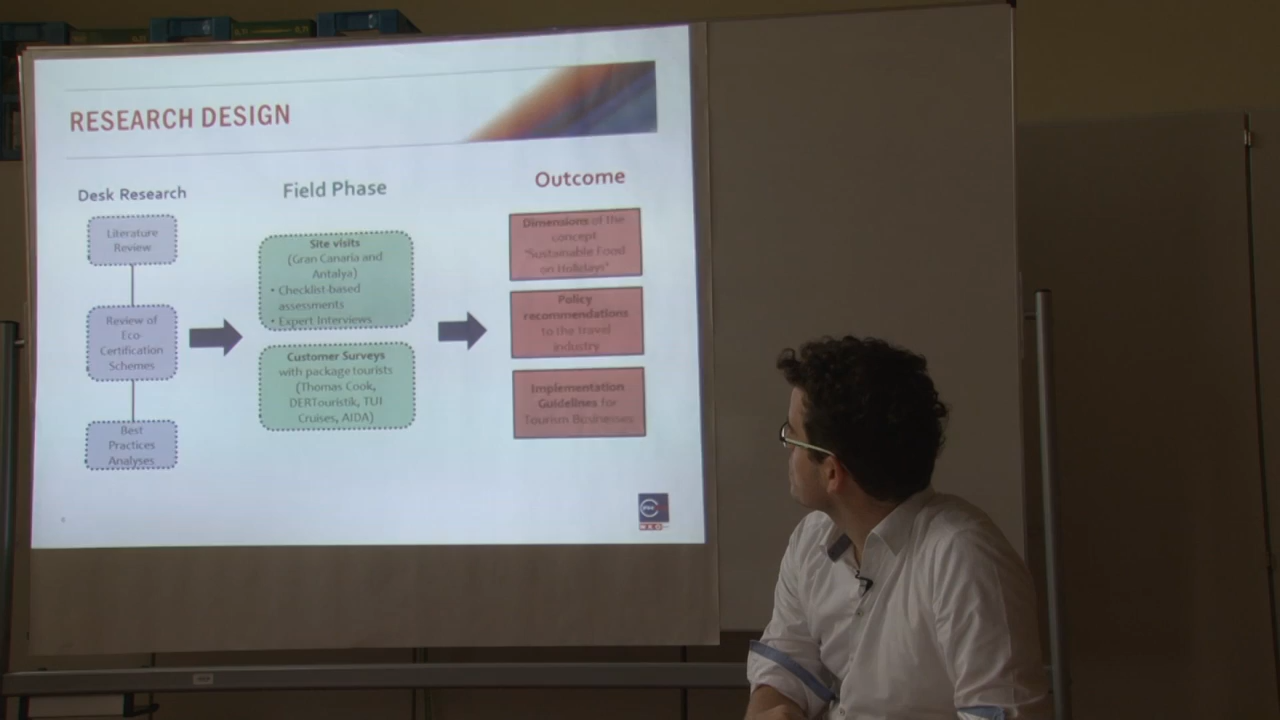 RESEARCH DESIGN
Desk Research
Literature
Review
Review of
Eco-
Certification
Schemes
Best
Practices
Analyses
Field Phase
Site visits
(Gran Canaria and
Antalya)
• Checklist-based
assessments
• Expert Interviews
Customer Surveys
with package tourists
(Thomas Cook,
DERTouristik, TUI
Cruises, AIDA)
Outcome
Dimensions of the
concept
"Sustainable Food
on Holidays"
Policy
recommendations
to the travel
industry
Implementation
Guidelines for
Tourism Businesses